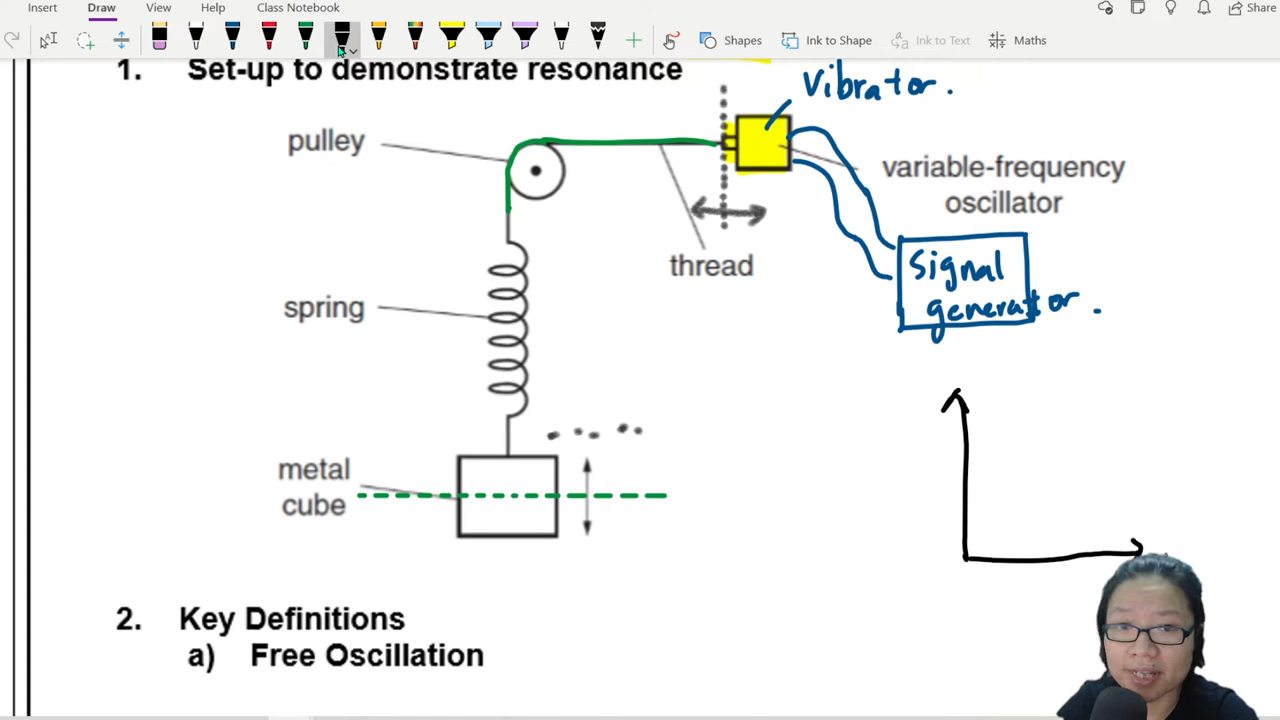 Insert Draw View Help Class Notebook Share
Shapes Ink to Shape Ink to Text Maths
1. Set-up to demonstrate resonance
Vibrator.
pulley
variable-frequency
oscillator
thread
Signal
generator.
spring
metal
cube
2. Key Definitions
a) Free Oscillation